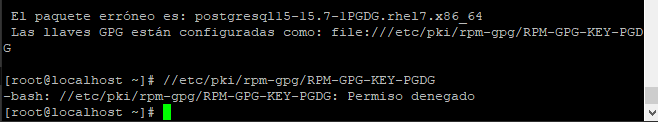 El paquete erróneo es: postgresql15-15.7-1PGDG.rhel7.x86_64
Las llaves GPG están configuradas como: file:///etc/pki/rpm-gpg/RPM-GPG-KEY-PGD
G
[root@localhost ~]# //etc/pki/rpm-gpg/RPM-GPG-KEY-PGDG
-bash: //etc/pki/rpm-gpg/RPM-GPG-KEY-PGDG: Permiso denegado
[root@localhost ~]#